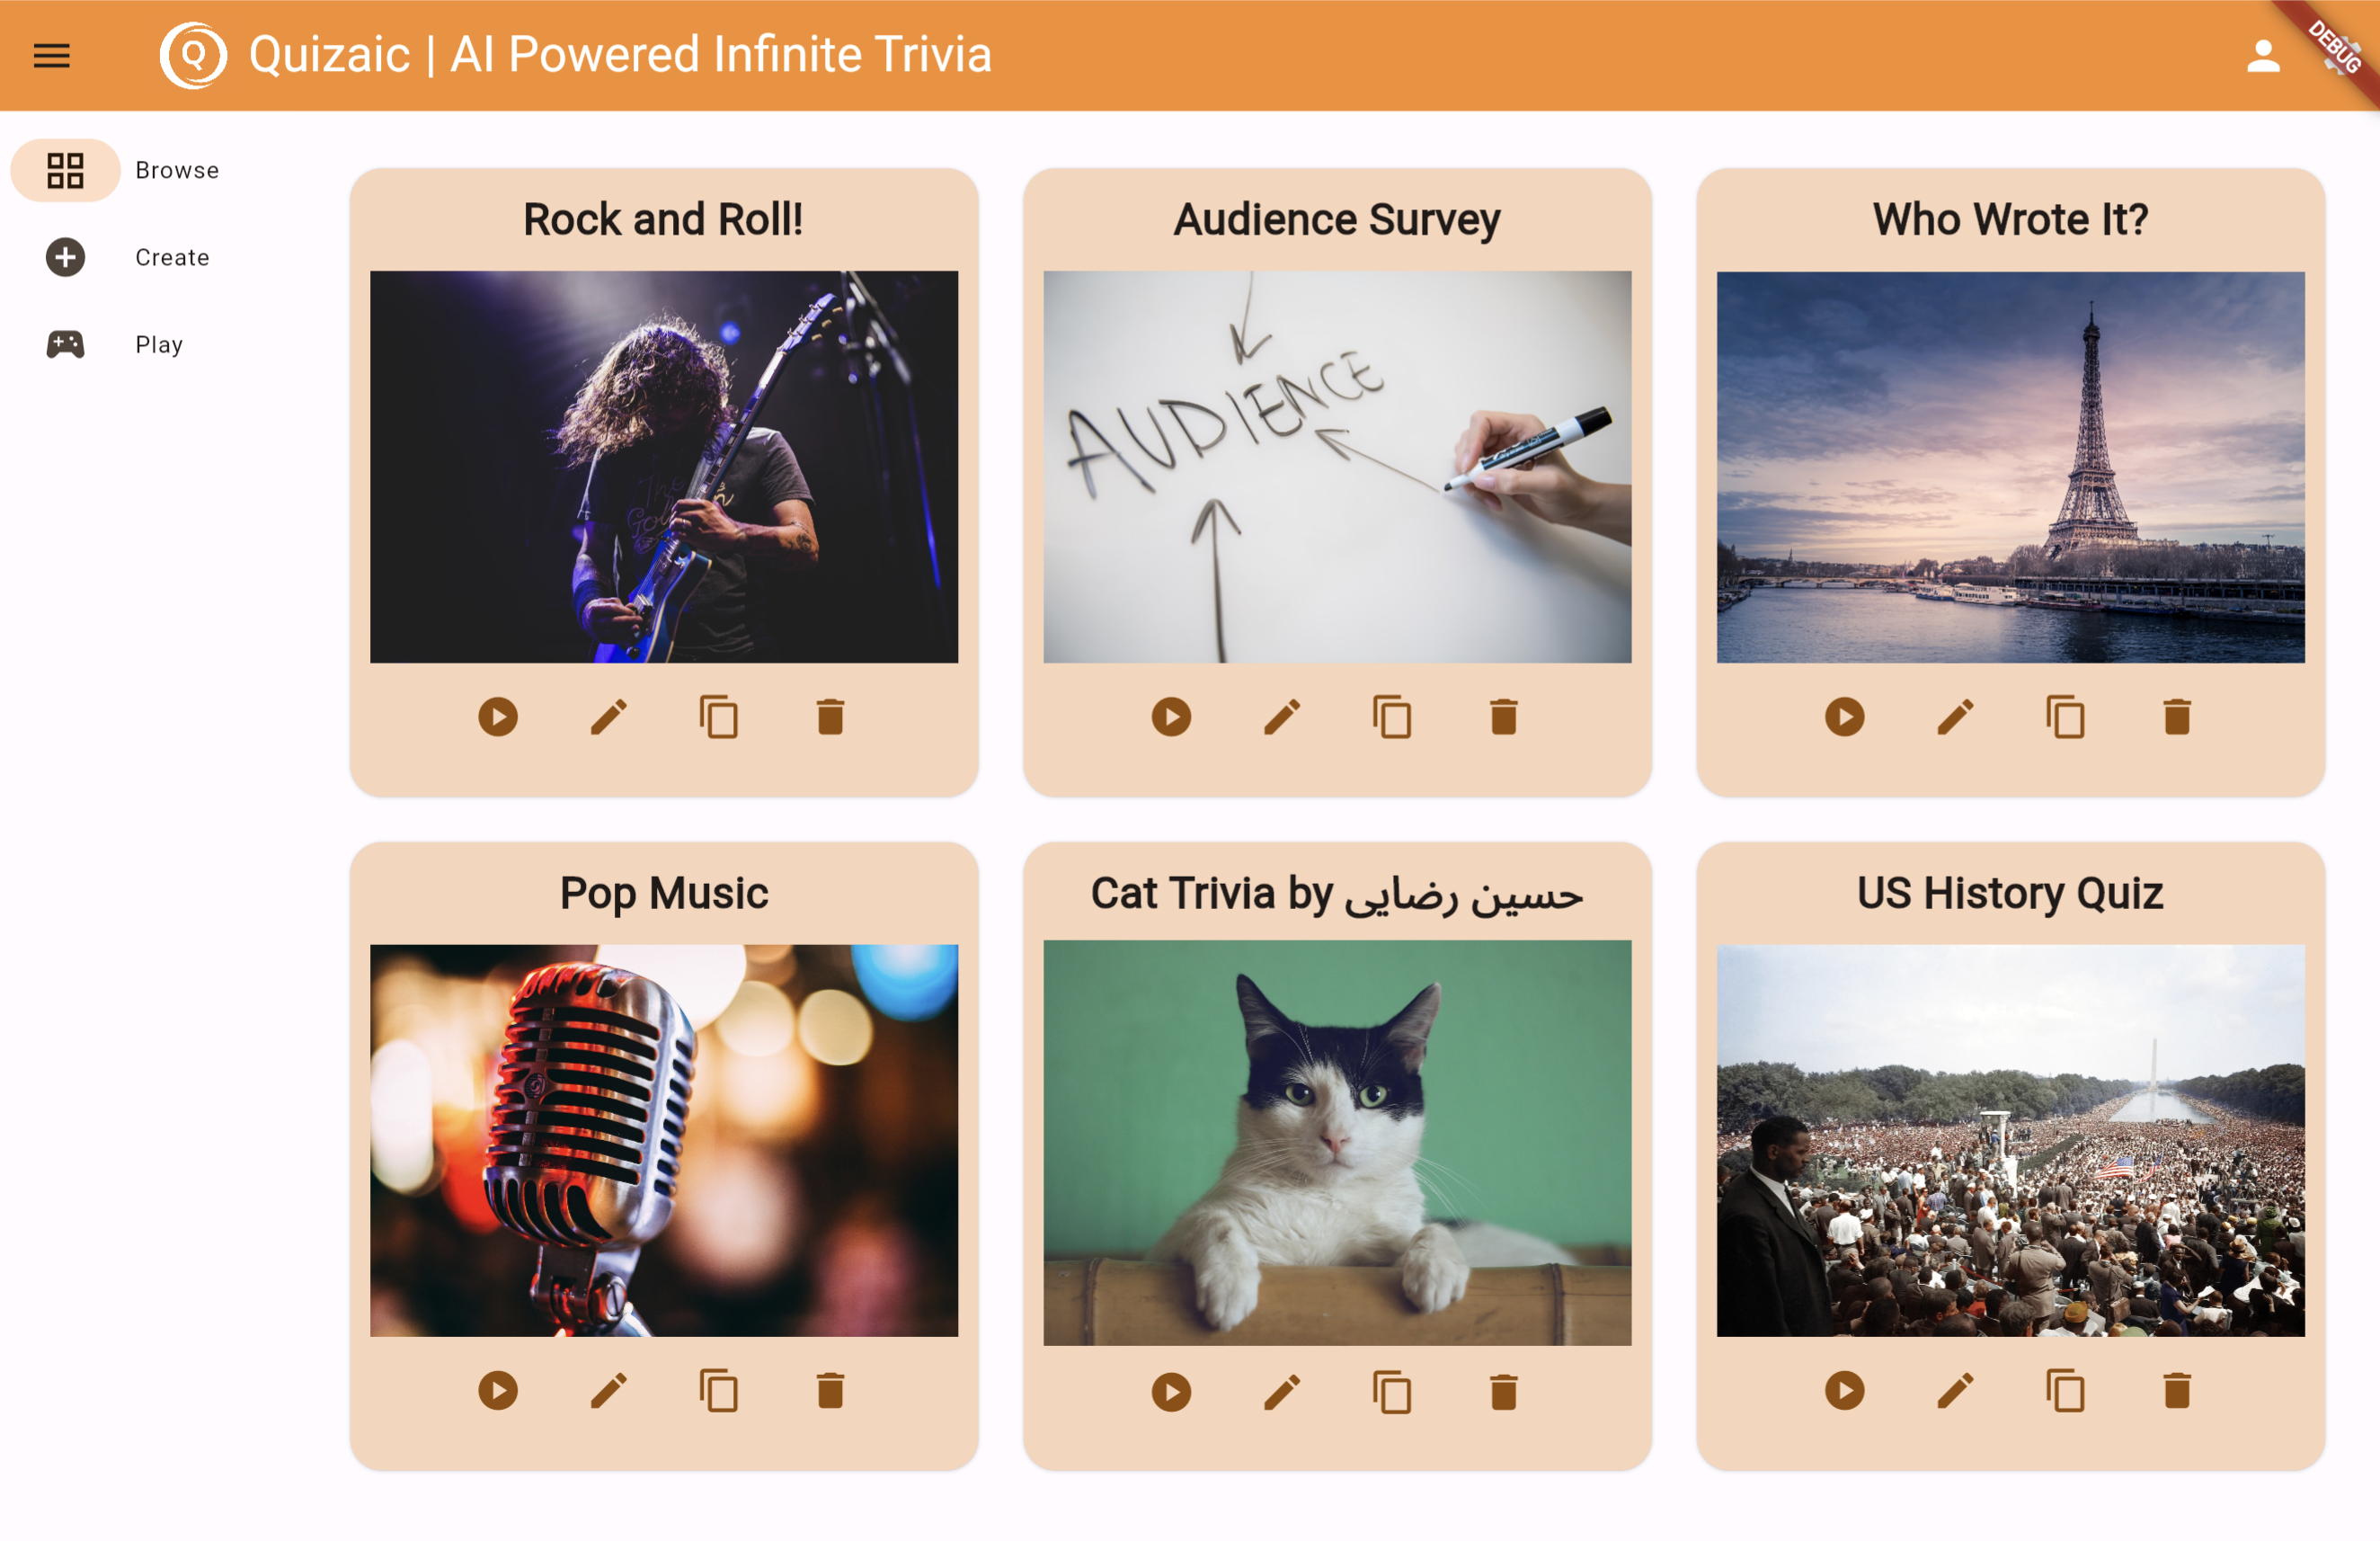 Quizaic | AI Powered Infinite Trivia
DEBUG
Browse
Create
Play
Rock and Roll!
Audience Survey
AUDIENCE
Who Wrote It?
Pop Music
Cat Trivia by حسین رضایی
US History Quiz